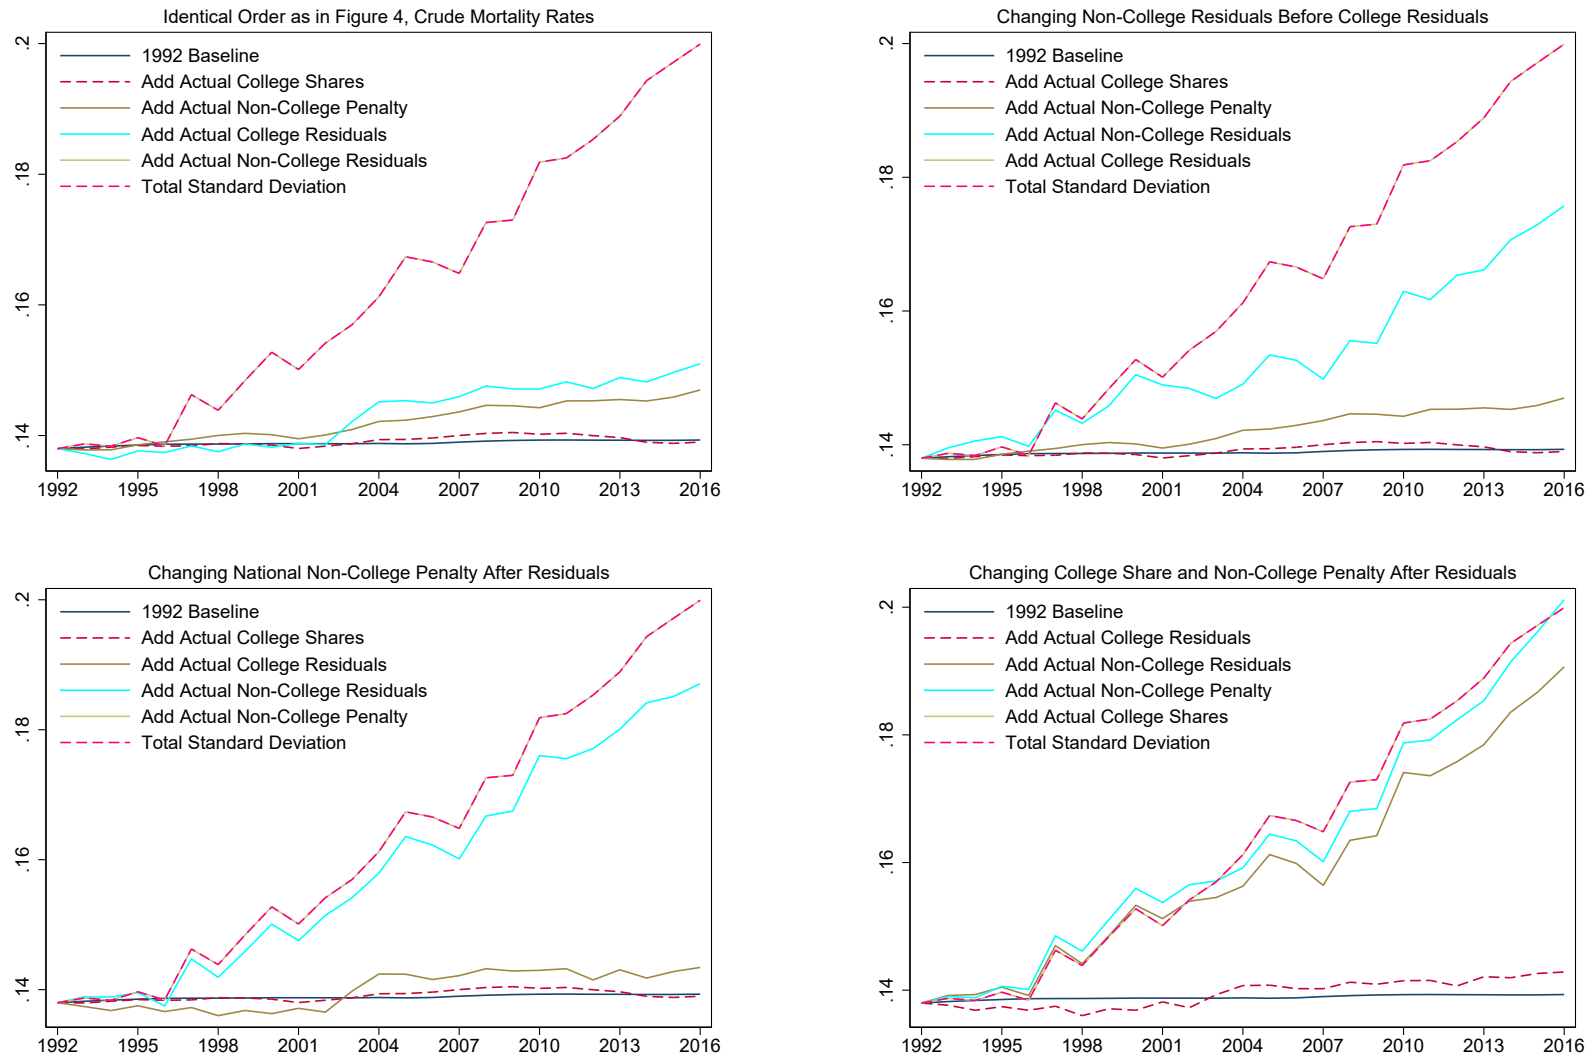 Identical Order as in Figure 4, Crude Mortality Rates
.2
.18
.16
.14
1992 Baseline
Add Actual College Shares
Add Actual Non-College Penalty
Add Actual College Residuals
Add Actual Non-College Residuals
Total Standard Deviation
1992 1995 1998 2001 2004 2007 2010 2013 2016
Changing Non-College Residuals Before College Residuals
.2
.18
.16
.14
1992 Baseline
Add Actual College Shares
Add Actual Non-College Penalty
Add Actual Non-College Residuals
Add Actual College Residuals
Total Standard Deviation
1992 1995 1998 2001 2004 2007 2010 2013 2016
Changing National Non-College Penalty After Residuals
.2
.18
.16
.14
1992 Baseline
Add Actual College Shares
Add Actual College Residuals
Add Actual Non-College Residuals
Add Actual Non-College Penalty
Total Standard Deviation
1992 1995 1998 2001 2004 2007 2010 2013 2016
Changing College Share and Non-College Penalty After Residuals
.2
.18
.16
.14
1992 Baseline
Add Actual College Residuals
Add Actual Non-College Residuals
Add Actual Non-College Penalty
Add Actual College Shares
Total Standard Deviation
1992 1995 1998 2001 2004 2007 2010 2013 2016